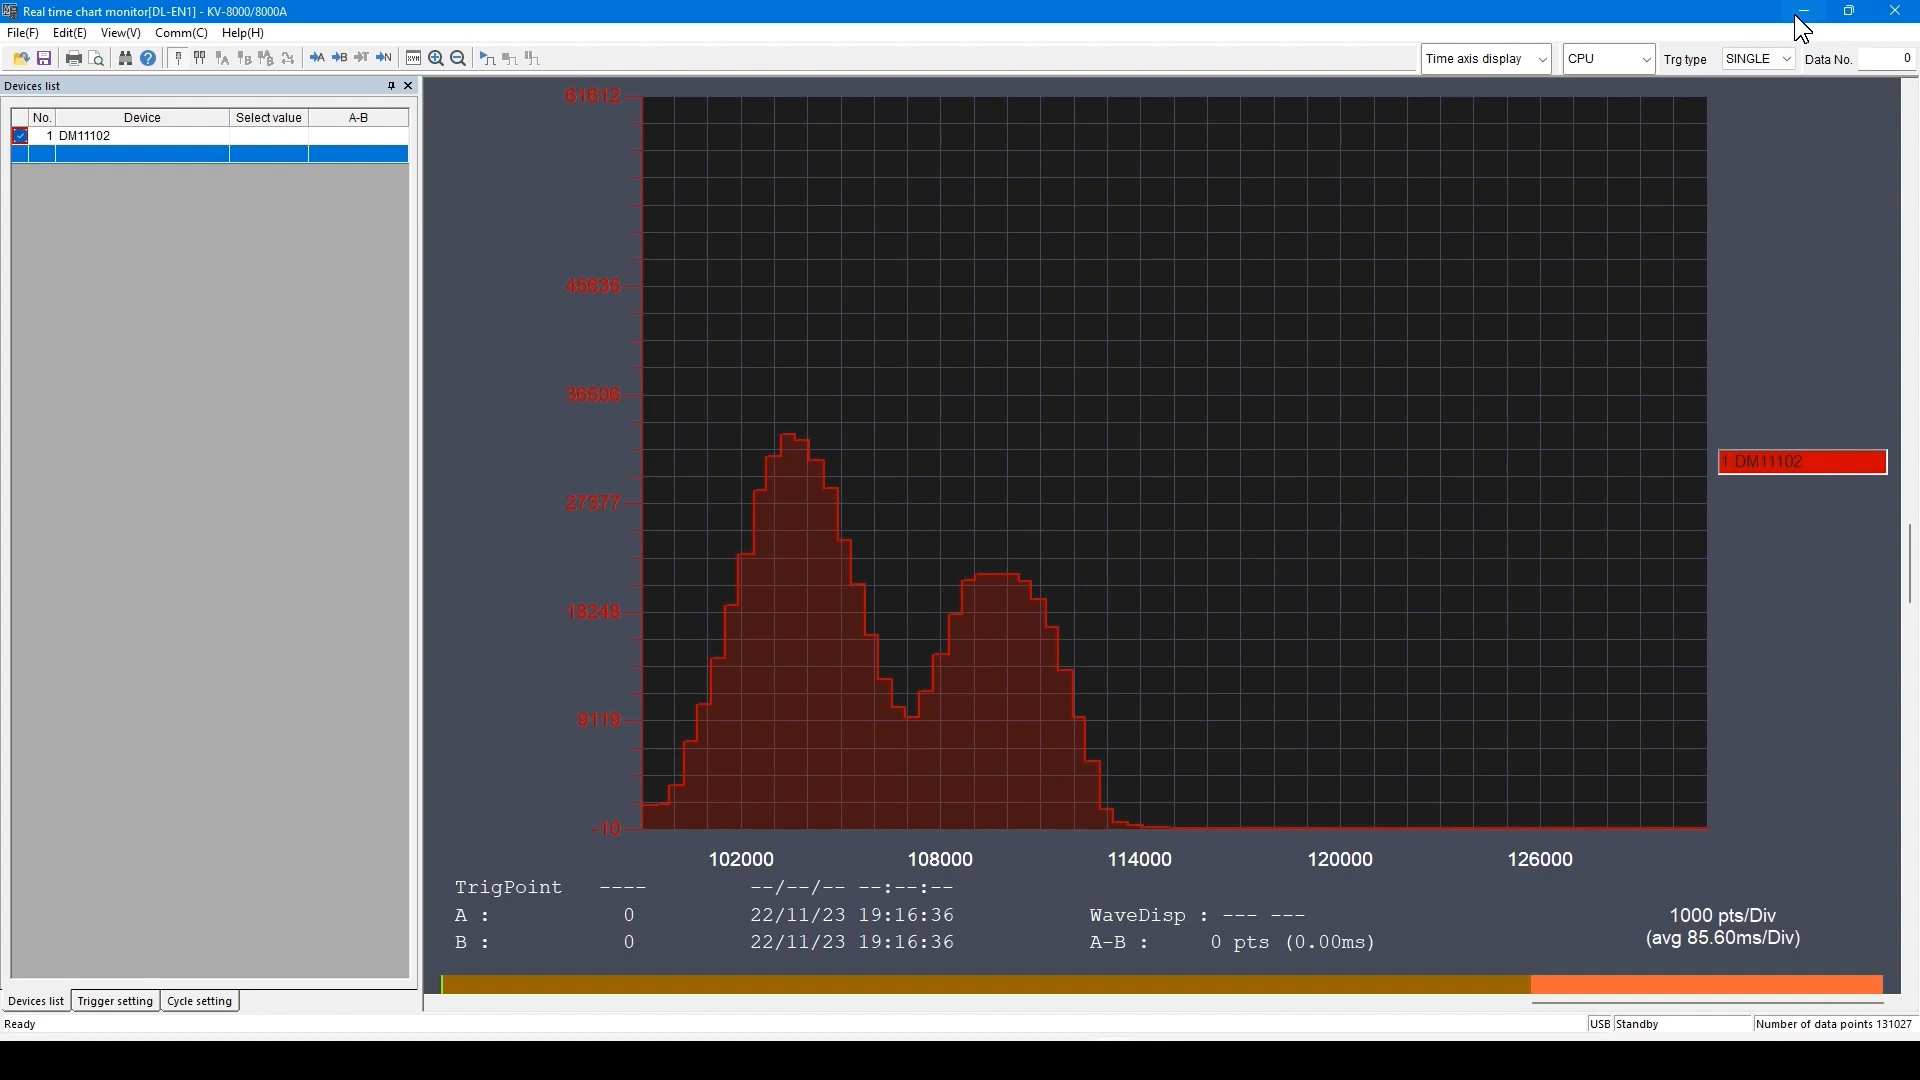 Real time chart monitor[DL-EN1] - KV-8000/8000A
File(F) Edit(E) View(V) Comm(C) Help(H)
Time axis display CPU Trg type SINGLE Data No. 0
Devices list
No. Device Select value A-B
1 DM11102
61612
45635
36506
27377
18248
9119
-10
1 DM11102
102000 108000 114000 120000 126000
TrigPoint ---- --/--/-- --:--:--
A : 0 22/11/23 19:16:36 WaveDisp : --- ---
B : 0 22/11/23 19:16:36 A-B : 0 pts (0.00ms)
1000 pts/Div
(avg 85.60ms/Div)
Devices list Trigger setting Cycle setting
Ready USB Standby Number of data points 131027